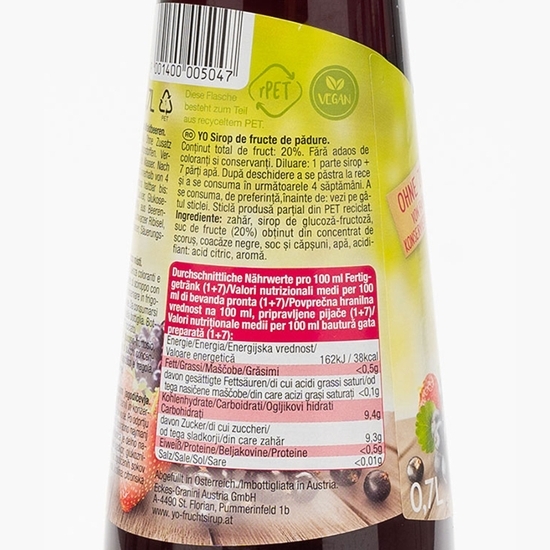 001400 005047
rPET
VEGAN
7L
PET
Diese Flasche
besteht zum Teil
aus recyceltem PET.
RO YO Sirop de fructe de pădure.
Conținut total de fruct: 20%. Fără adaos de
coloranți si conservanți. Diluare: 1 parte sirop +
7 părți apă. După deschidere a se păstra la rece
și a se consuma în următoarele 4 săptămâni. A
se consuma, de preferință, înainte de: vezi pe gâ-
tul sticlei. Sticlă produsă parțial din PET reciclat.
Ingrediente: zahăr, sirop de glucoză-fructoză,
suc de fructe (20%) obținut din concentrat de
scoruș, coacăze negre, soc și căpșuni, apă, acidi-
fiant: acid citric, aromă.
OHNE
Durchschnittliche Nährwerte pro 100 ml Fertig-
getränk (1+7)/Valori nutrizionali medi per 100
ml di bevanda pronta (1+7)/Povprečna hranilna
vrednost na 100 ml, pripravljene pijače (1+7)/
Valori nutriționale medii per 100 ml bautură gata
preparată (1+7):
Energie/Energia/Energijska vrednost/
Valoare energetică 162kJ / 38kcal
Fett/Grassi/Maščobe/Grăsimi <0,5g
davon gesättigte Fettsäuren/di cui acidi grassi saturi/od
tega nasičene maščobe/din care acizi grași saturați <0,1g
Kohlenhydrate/Carboidrati/Ogljikovi hidrati
Carbohidrați 9,4g
davon Zucker/di cui zuccheri/
od tega sladkorji/din care zahăr 9,3g
Eiweiß/Proteine/Beljakovine/Proteine <0,5g
Salz/Sale/Sol/Sare <0,01g
Abgefüllt in Österreich./Imbottigliata in Austria.
Eckes-Granini Austria GmbH
A-4490 St. Florian, Pummerinfeld 1b
www.yo-fruchtsirup.at
0,7L